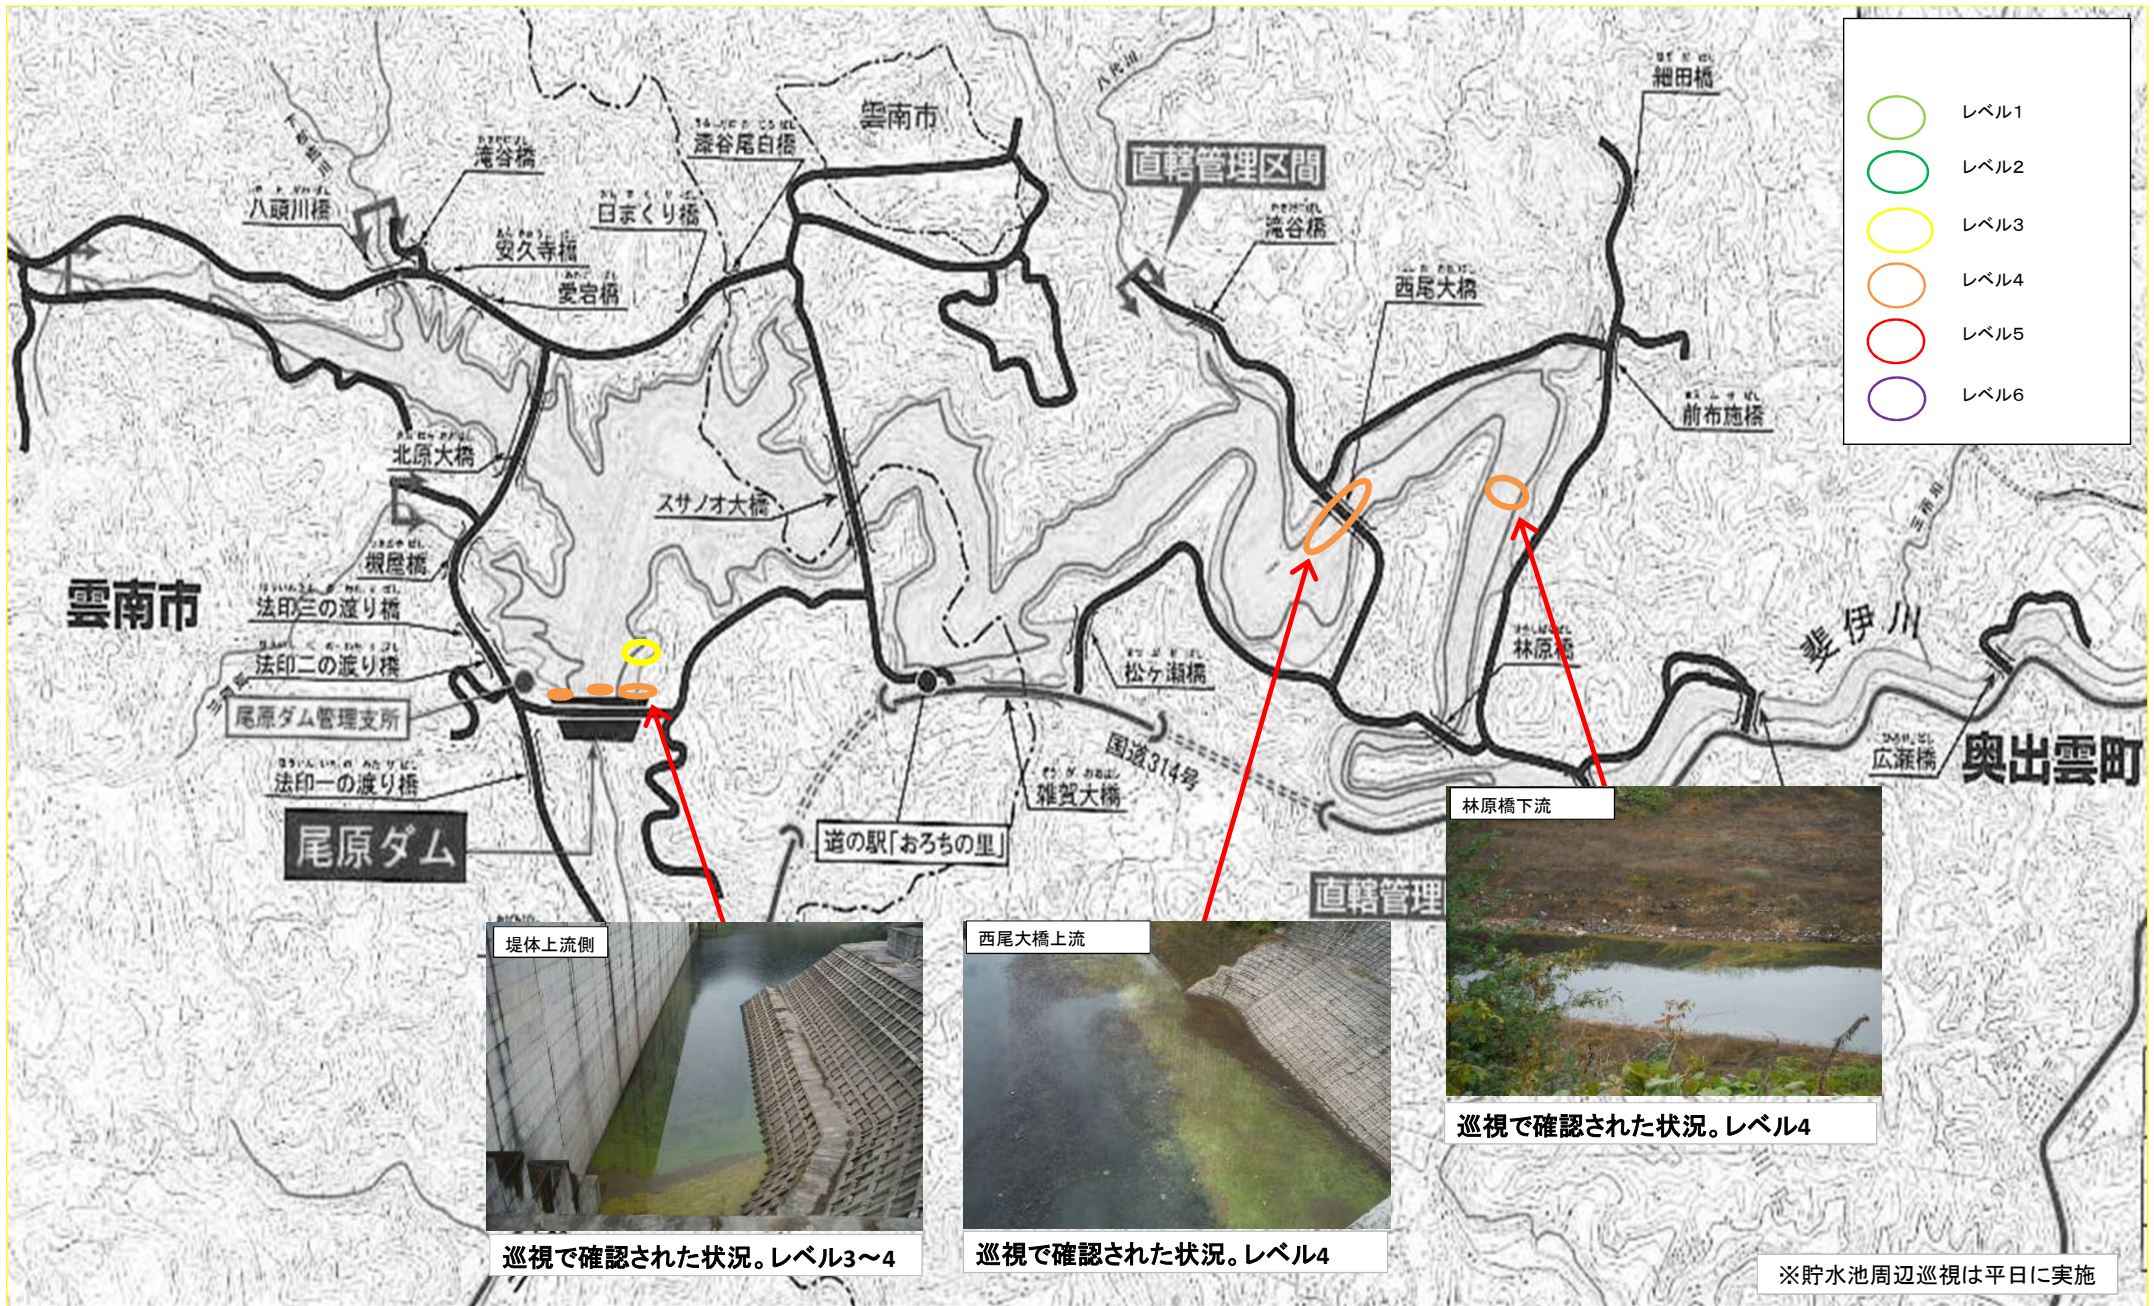 レベル1
レベル2
レベル3
レベル4
レベル5
レベル6
細田橋
八代川
雲南市
漆谷尾白橋
滝谷橋
直轄管理区間
八頭川橋
日まくり橋
滝谷橋
安久寺橋
愛宕橋
西尾大橋
前布施橋
北原大橋
スサノオ大橋
槻屋橋
雲南市
法印三の渡り橋
法印二の渡り橋
斐伊川
林原橋
松ヶ瀬橋
尾原ダム管理支所
国道314号
広瀬橋
奥出雲町
法印一の渡り橋
雑賀大橋
尾原ダム
道の駅「おろちの里」
直轄管理
林原橋下流
堤体上流側
西尾大橋上流
巡視で確認された状況。レベル4
巡視で確認された状況。レベル3～4
巡視で確認された状況。レベル4
※貯水池周辺巡視は平日に実施